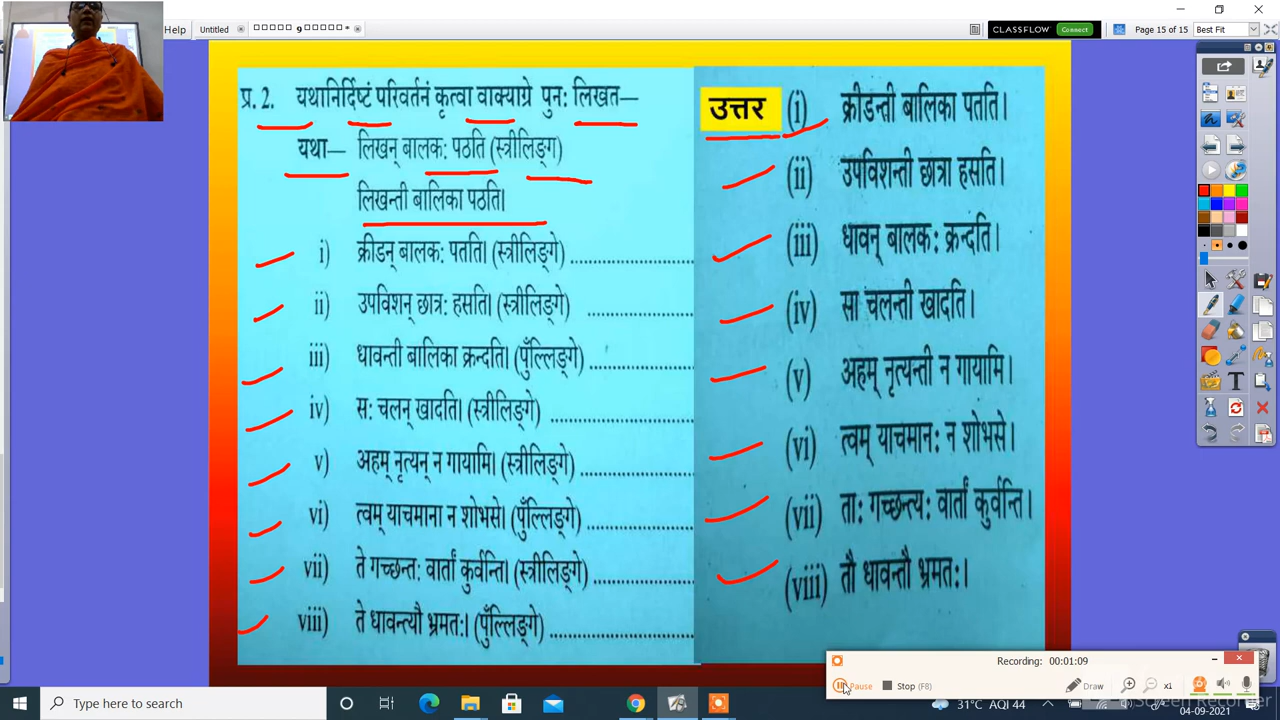 Help
Untitled
9
CLASSFLOW Connect
Page 15 of 15
Best Fit
प्र. 2. यथानिर्दिष्टं परिवर्तनं कृत्वा वाक्याग्रे पुन: लिखत—
यथा— लिखन् बालक: पठति (स्त्रीलिङ्ग)
लिखन्ती बालिका पठति।
i) क्रीडन् बालक: पतति। (स्त्रीलिङ्गे) ........................
ii) उपविशन् छात्र: हसति। (स्त्रीलिङ्गे) ....................
iii) धावन्ती बालिका क्रन्दति। (पुँल्लिङ्गे) ....................
iv) स: चलन् खादति। (स्त्रीलिङ्गे) ...........................
v) अहम् नृत्यन् न गायामि। (स्त्रीलिङ्गे) ......................
vi) त्वम् याचमाना न शोभसे। (पुँल्लिङ्गे) .....................
vii) ते गच्छन्त: वार्तां कुर्वन्ति। (स्त्रीलिङ्गे) ...................
viii) ते धावन्त्यौ भ्रमत:। (पुँल्लिङ्गे) ...........................
उत्तर (i) क्रीडन्ती बालिका पतति।
(ii) उपविशन्ती छात्रा हसति।
(iii) धावन् बालक: क्रन्दति।
(iv) सा चलन्ती खादति।
(v) अहम् नृत्यन्ती न गायामि।
(vi) त्वम् याचमान: न शोभसे।
(vii) ता: गच्छन्त्य: वार्तां कुर्वन्ति।
(viii) तौ धावन्तौ भ्रमत:।
Recording: 00:01:09
Pause
Stop (F8)
Draw
x1
Type here to search
31°C AQI 44
04-09-2021